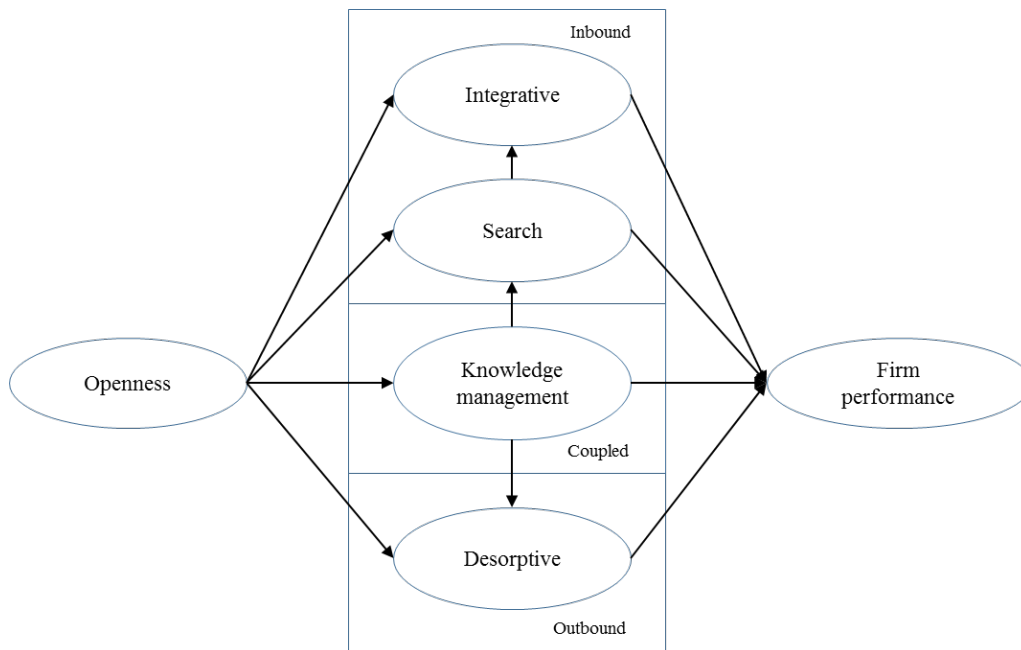 Inbound
Integrative
Search
Openness
Knowledge
management
Firm
performance
Coupled
Desorptive
Outbound